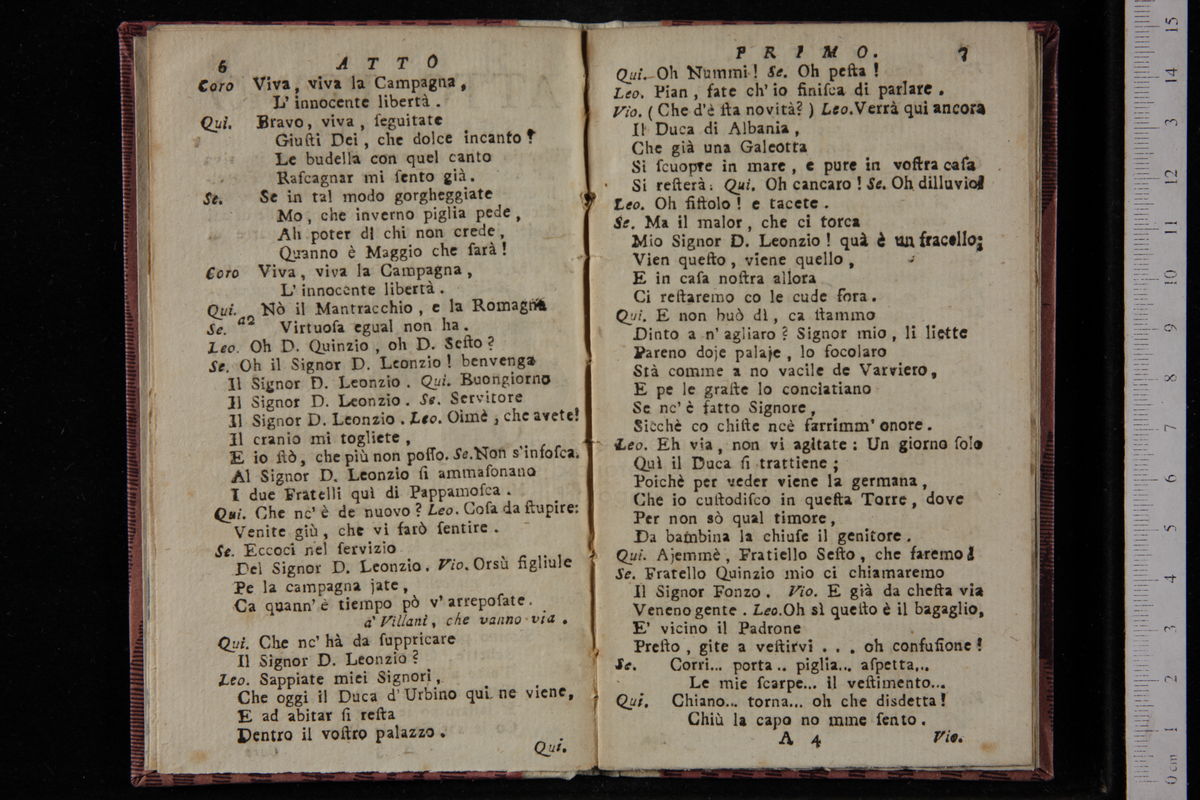 6 ATTO
Coro Viva, viva la Campagna,
L' innocente libertà.
Qui. Bravo, viva, ſeguitate
Giuſti Dei, che dolce incanto!
Le budella con quel canto
Raſcagnar mi ſento già.
Se. Se in tal modo gorgheggiate
Mo, che inverno piglia pede,
Ah poter di chi non crede,
Quanno è Maggio che ſarà!
Coro Viva, viva la Campagna,
L' innocente libertà.
Qui. Nò il Mantracchio, e la Romagna
Se. a2 Virtuoſa egual non ha.
Leo. Oh D. Quinzio, oh D. Seſto?
Se. Oh il Signor D. Leonzio! benvenga
Il Signor D. Leonzio. Qui. Buongiorno
Il Signor D. Leonzio. Se. Servitore
Il Signor D. Leonzio. Leo. Oimè, che avete!
Il cranio mi togliete,
E io ſtò, che più non poſſo. Se. Non s'infoſca.
Al Signor D. Leonzio ſi ammaſonano
I due Fratelli quì di Pappamoſca.
Qui. Che nc' è de nuovo? Leo. Coſa da ſtupire:
Venite giù, che vi farò ſentire.
Se. Eccoci nel ſervizio
Del Signor D. Leonzio. Vio. Orsù figliule
Pe la campagna jate,
Ca quann' è tiempo pò v' arrepoſate.
a' Villani, che vanno via.
Qui. Che nc' hà da ſuppricare
Il Signor D. Leonzio?
Leo. Sappiate miei Signori,
Che oggi il Duca d' Urbino qui ne viene,
E ad abitar ſi reſta
Dentro il voſtro palazzo.
Qui.
PRIMO. 7
Qui. Oh Nummi! Se. Oh peſta!
Leo. Pian, fate ch' io finiſca di parlare.
Vio. (Che d'è ſta novità?) Leo. Verrà qui ancora
Il Duca di Albania,
Che già una Galeotta
Si ſcuopre in mare, e pure in voſtra caſa
Si reſterà. Qui. Oh cancaro! Se. Oh dilluvio!
Leo. Oh fiſtolo! e tacete.
Se. Ma il malor, che ci torca
Mio Signor D. Leonzio! quà è un fracello;
Vien queſto, viene quello,
E in caſa noſtra allora
Ci reſtaremo co le cude fora.
Qui. E non buò dì, ca ſtammo
Dinto a n' agliaro? Signor mio, li liette
Pareno doje palaje, lo focolaro
Stà comme a no vacile de Varviero,
E pe le graſte lo conciatiano
Se nc' è fatto Signore,
Sicchè co chiſte ncè farrimm' onore.
Leo. Eh via, non vi agitate: Un giorno ſolo
Quì il Duca ſi trattiene;
Poichè per veder viene la germana,
Che io cuſtodiſco in queſta Torre, dove
Per non sò qual timore,
Da bambina la chiuſe il genitore.
Qui. Ajemmè, Fratiello Seſto, che faremo!
Se. Fratello Quinzio mio ci chiamaremo
Il Signor Fonzo. Vio. E già da cheſta via
Veneno gente. Leo. Oh sì queſto è il bagaglio,
E' vicino il Padrone
Preſto, gite a veſtirvi . . . oh confuſione!
Se. Corri... porta.. piglia... aſpetta...
Le mie ſcarpe... il veſtimento...
Qui. Chiano... torna... oh che disdetta!
Chiù la capo no mme ſento.
A 4 Vio.
0 cm 1 2 3 4 5 6 7 8 9 10 11 12 13 14 15